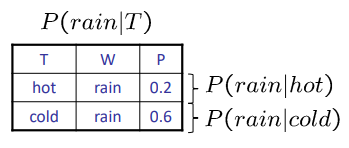 P(rain|T)
T W P
hot rain 0.2 P(rain|hot)
cold rain 0.6 P(rain|cold)